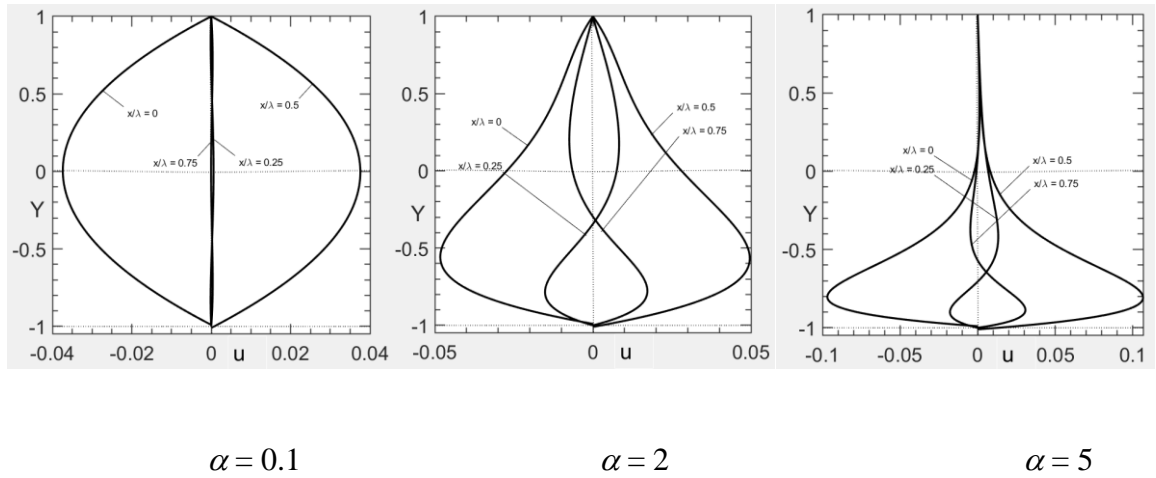 1
0.5
0
Y
-0.5
-1
-0.04
-0.02
0
u
0.02
0.04
x/λ = 0
x/λ = 0.5
x/λ = 0.75
x/λ = 0.25
1
0.5
0
Y
-0.5
-1
-0.05
0
u
0.05
x/λ = 0
x/λ = 0.5
x/λ = 0.75
x/λ = 0.25
1
0.5
0
Y
-0.5
-1
-0.1
-0.05
0
u
0.05
0.1
x/λ = 0
x/λ = 0.5
x/λ = 0.25
x/λ = 0.75
α = 0.1
α = 2
α = 5